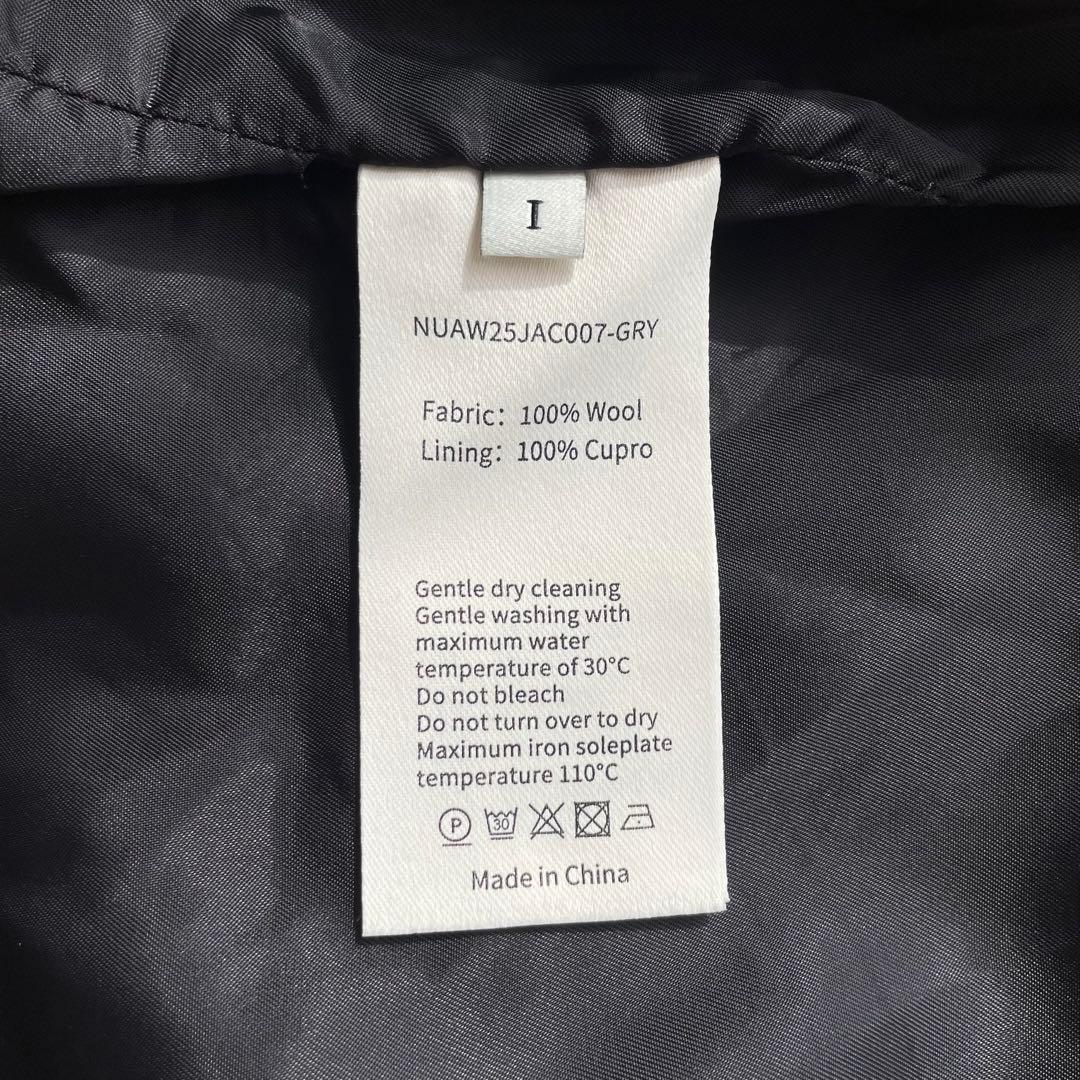 I
NUAW25JAC007-GRY
Fabric: 100% Wool
Lining: 100% Cupro
Gentle dry cleaning
Gentle washing with
maximum water
temperature of 30°C
Do not bleach
Do not turn over to dry
Maximum iron soleplate
temperature 110°C
P 30
Made in China